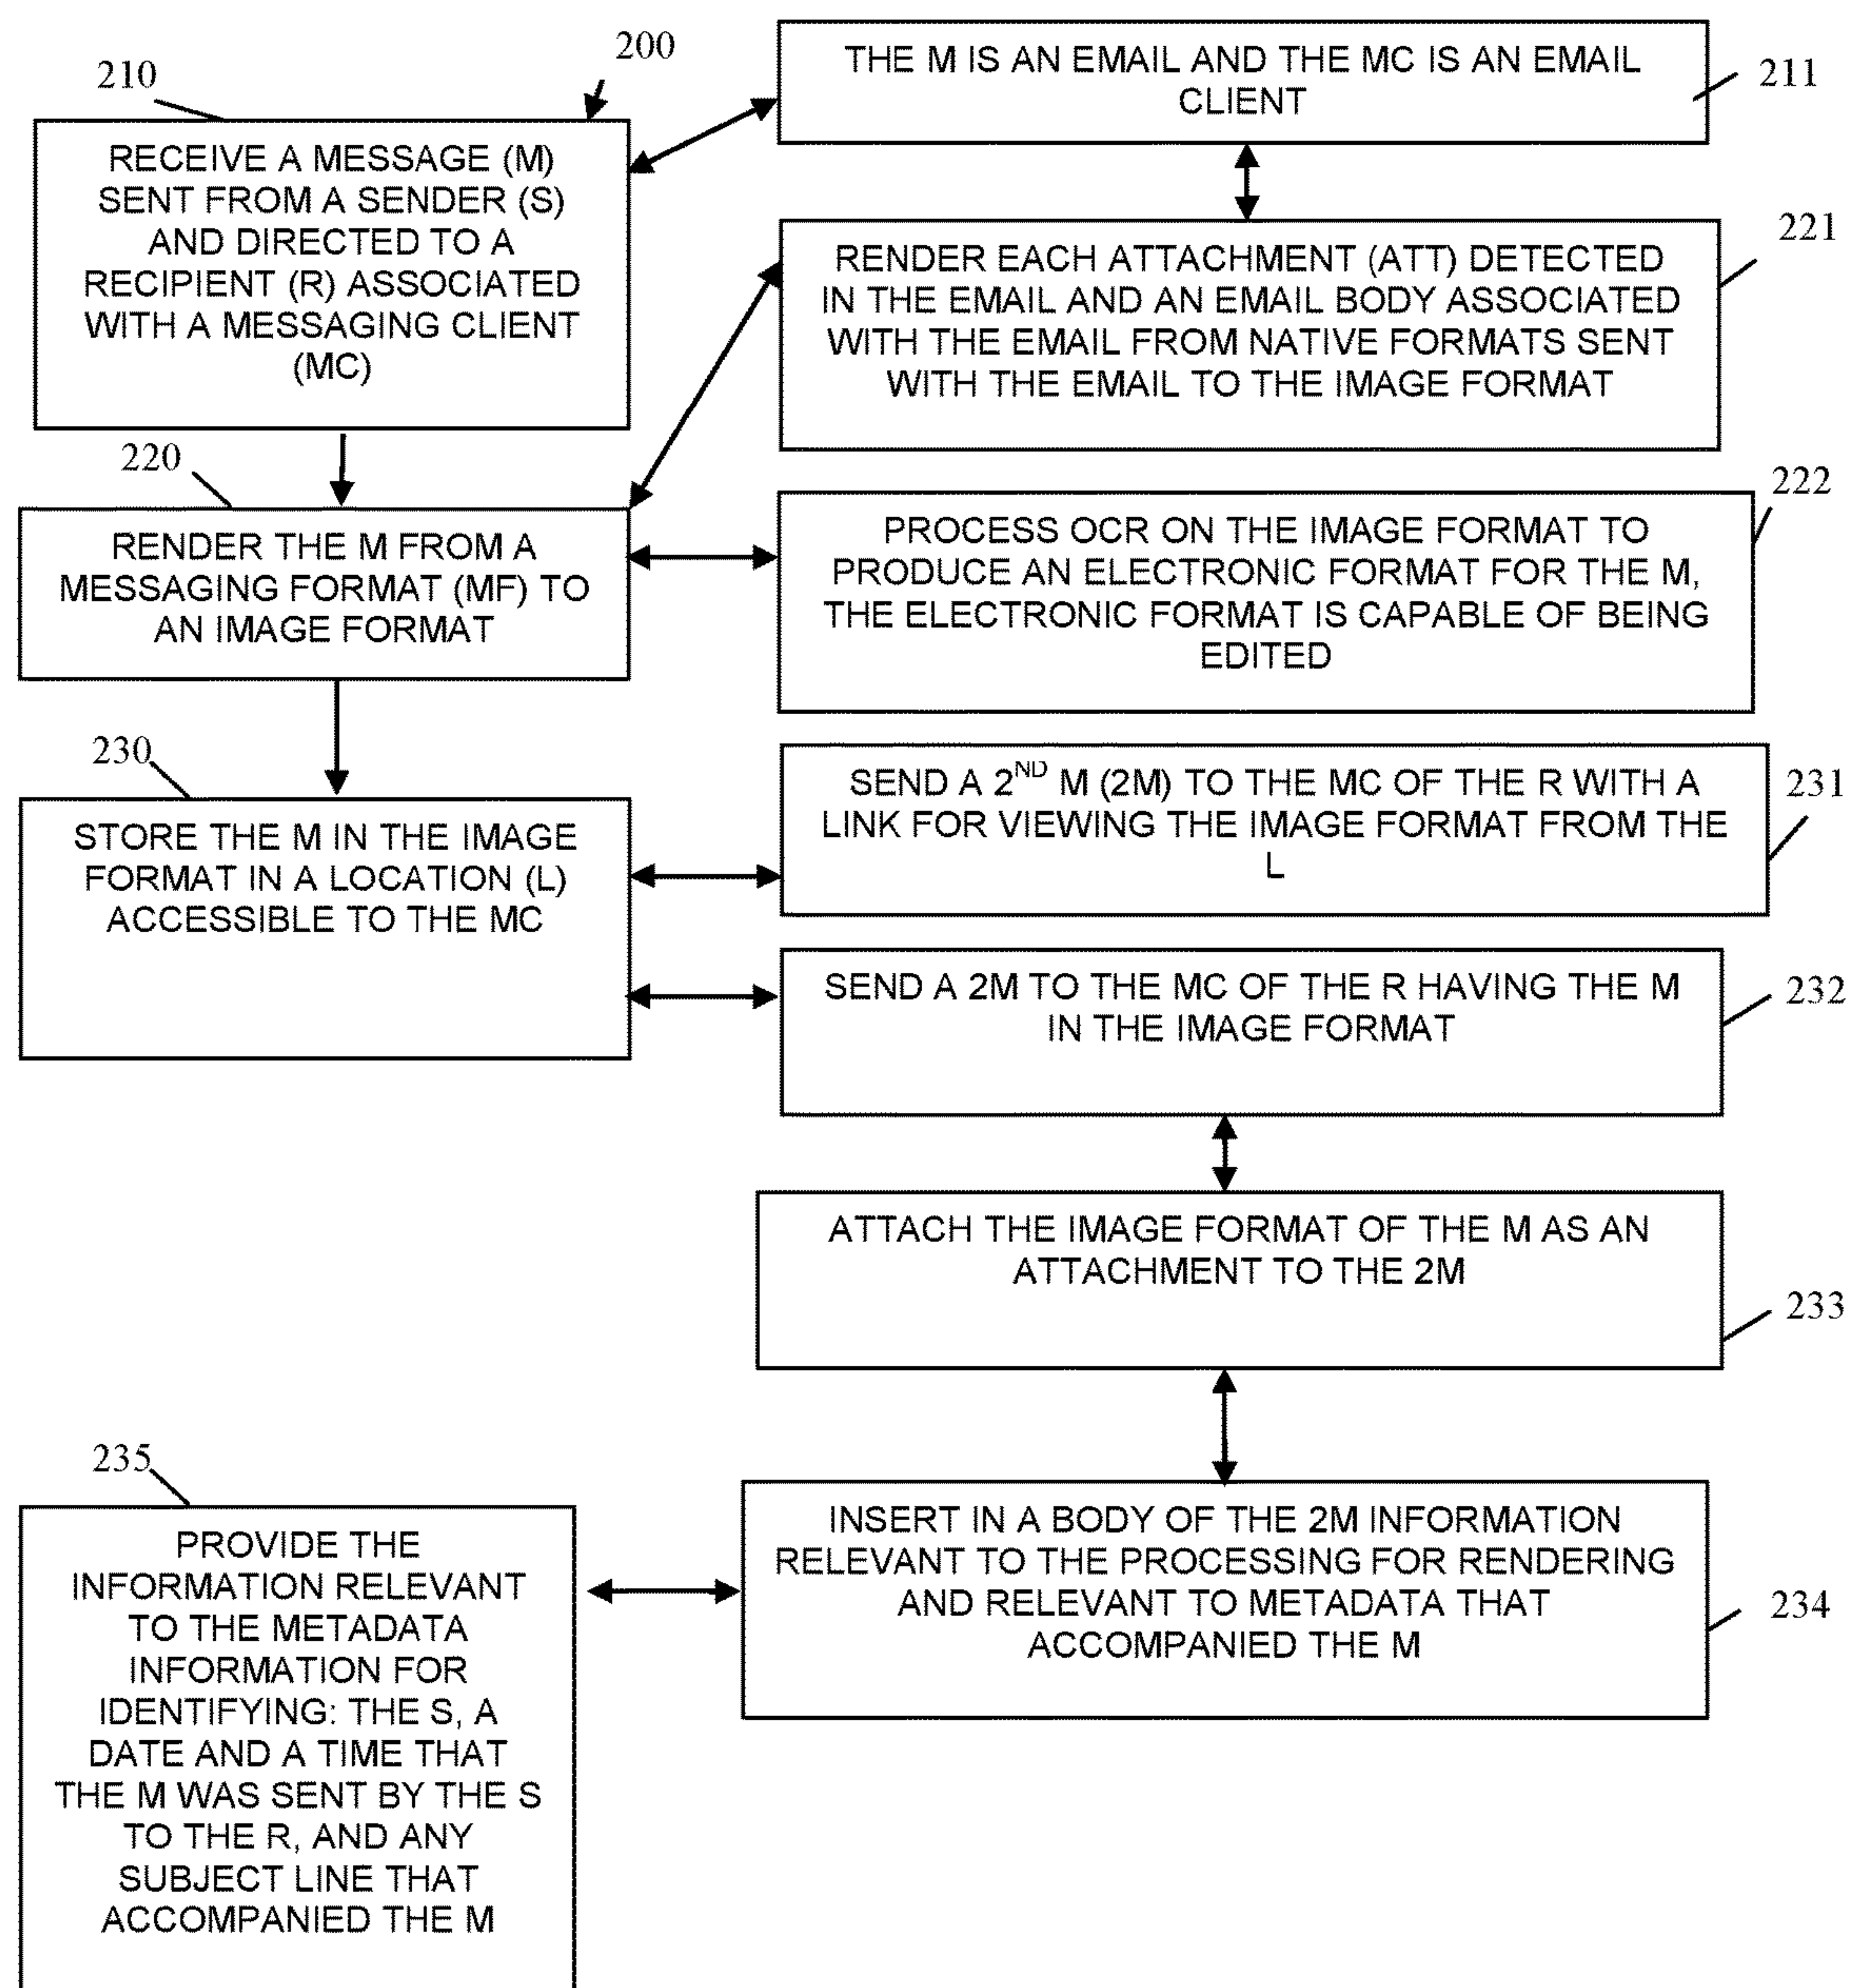 200
210
RECEIVE A MESSAGE (M)
SENT FROM A SENDER (S)
AND DIRECTED TO A
RECIPIENT (R) ASSOCIATED
WITH A MESSAGING CLIENT
(MC)
THE M IS AN EMAIL AND THE MC IS AN EMAIL
CLIENT
211
RENDER EACH ATTACHMENT (ATT) DETECTED
IN THE EMAIL AND AN EMAIL BODY ASSOCIATED
WITH THE EMAIL FROM NATIVE FORMATS SENT
WITH THE EMAIL TO THE IMAGE FORMAT
221
220
RENDER THE M FROM A
MESSAGING FORMAT (MF) TO
AN IMAGE FORMAT
PROCESS OCR ON THE IMAGE FORMAT TO
PRODUCE AN ELECTRONIC FORMAT FOR THE M,
THE ELECTRONIC FORMAT IS CAPABLE OF BEING
EDITED
222
230
STORE THE M IN THE IMAGE
FORMAT IN A LOCATION (L)
ACCESSIBLE TO THE MC
SEND A 2ND M (2M) TO THE MC OF THE R WITH A
LINK FOR VIEWING THE IMAGE FORMAT FROM THE
L
231
SEND A 2M TO THE MC OF THE R HAVING THE M
IN THE IMAGE FORMAT
232
ATTACH THE IMAGE FORMAT OF THE M AS AN
ATTACHMENT TO THE 2M
233
INSERT IN A BODY OF THE 2M INFORMATION
RELEVANT TO THE PROCESSING FOR RENDERING
AND RELEVANT TO METADATA THAT
ACCOMPANIED THE M
234
235
PROVIDE THE
INFORMATION RELEVANT
TO THE METADATA
INFORMATION FOR
IDENTIFYING: THE S, A
DATE AND A TIME THAT
THE M WAS SENT BY THE S
TO THE R, AND ANY
SUBJECT LINE THAT
ACCOMPANIED THE M